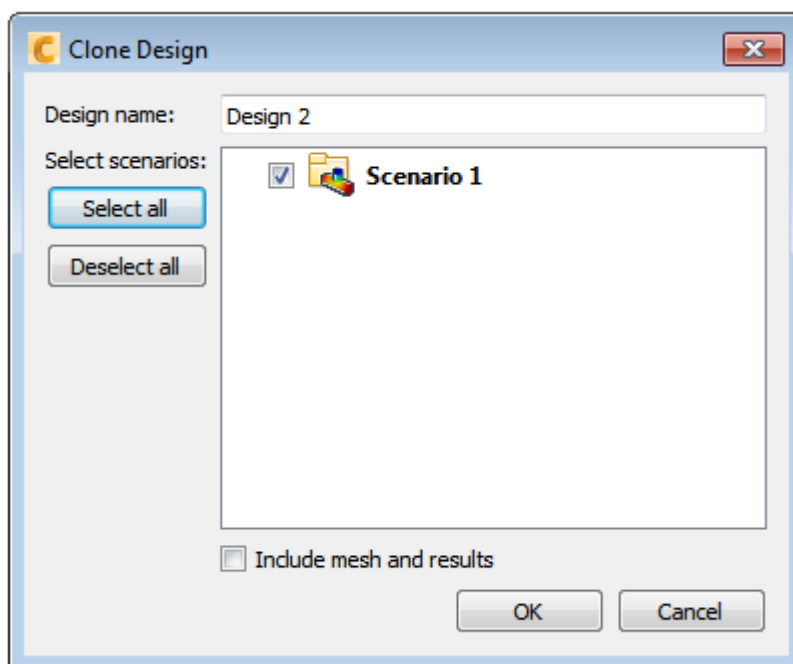 Clone Design
Design name:
Design 2
Select scenarios:
Scenario 1
Select all
Deselect all
Include mesh and results
OK
Cancel